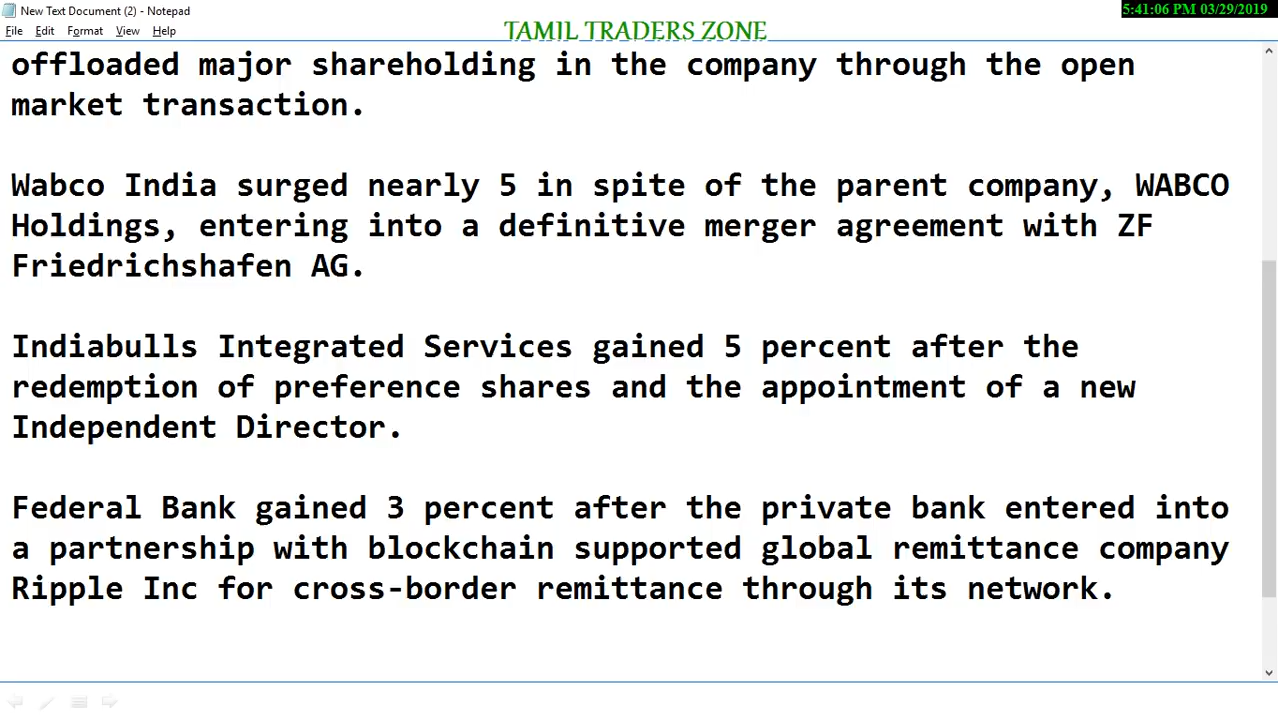 New Text Document (2) - Notepad
5:41:06 PM 03/29/2019
File Edit Format View Help
TAMIL TRADERS ZONE
offloaded major shareholding in the company through the open
market transaction.
Wabco India surged nearly 5 in spite of the parent company, WABCO
Holdings, entering into a definitive merger agreement with ZF
Friedrichshafen AG.
Indiabulls Integrated Services gained 5 percent after the
redemption of preference shares and the appointment of a new
Independent Director.
Federal Bank gained 3 percent after the private bank entered into
a partnership with blockchain supported global remittance company
Ripple Inc for cross-border remittance through its network.